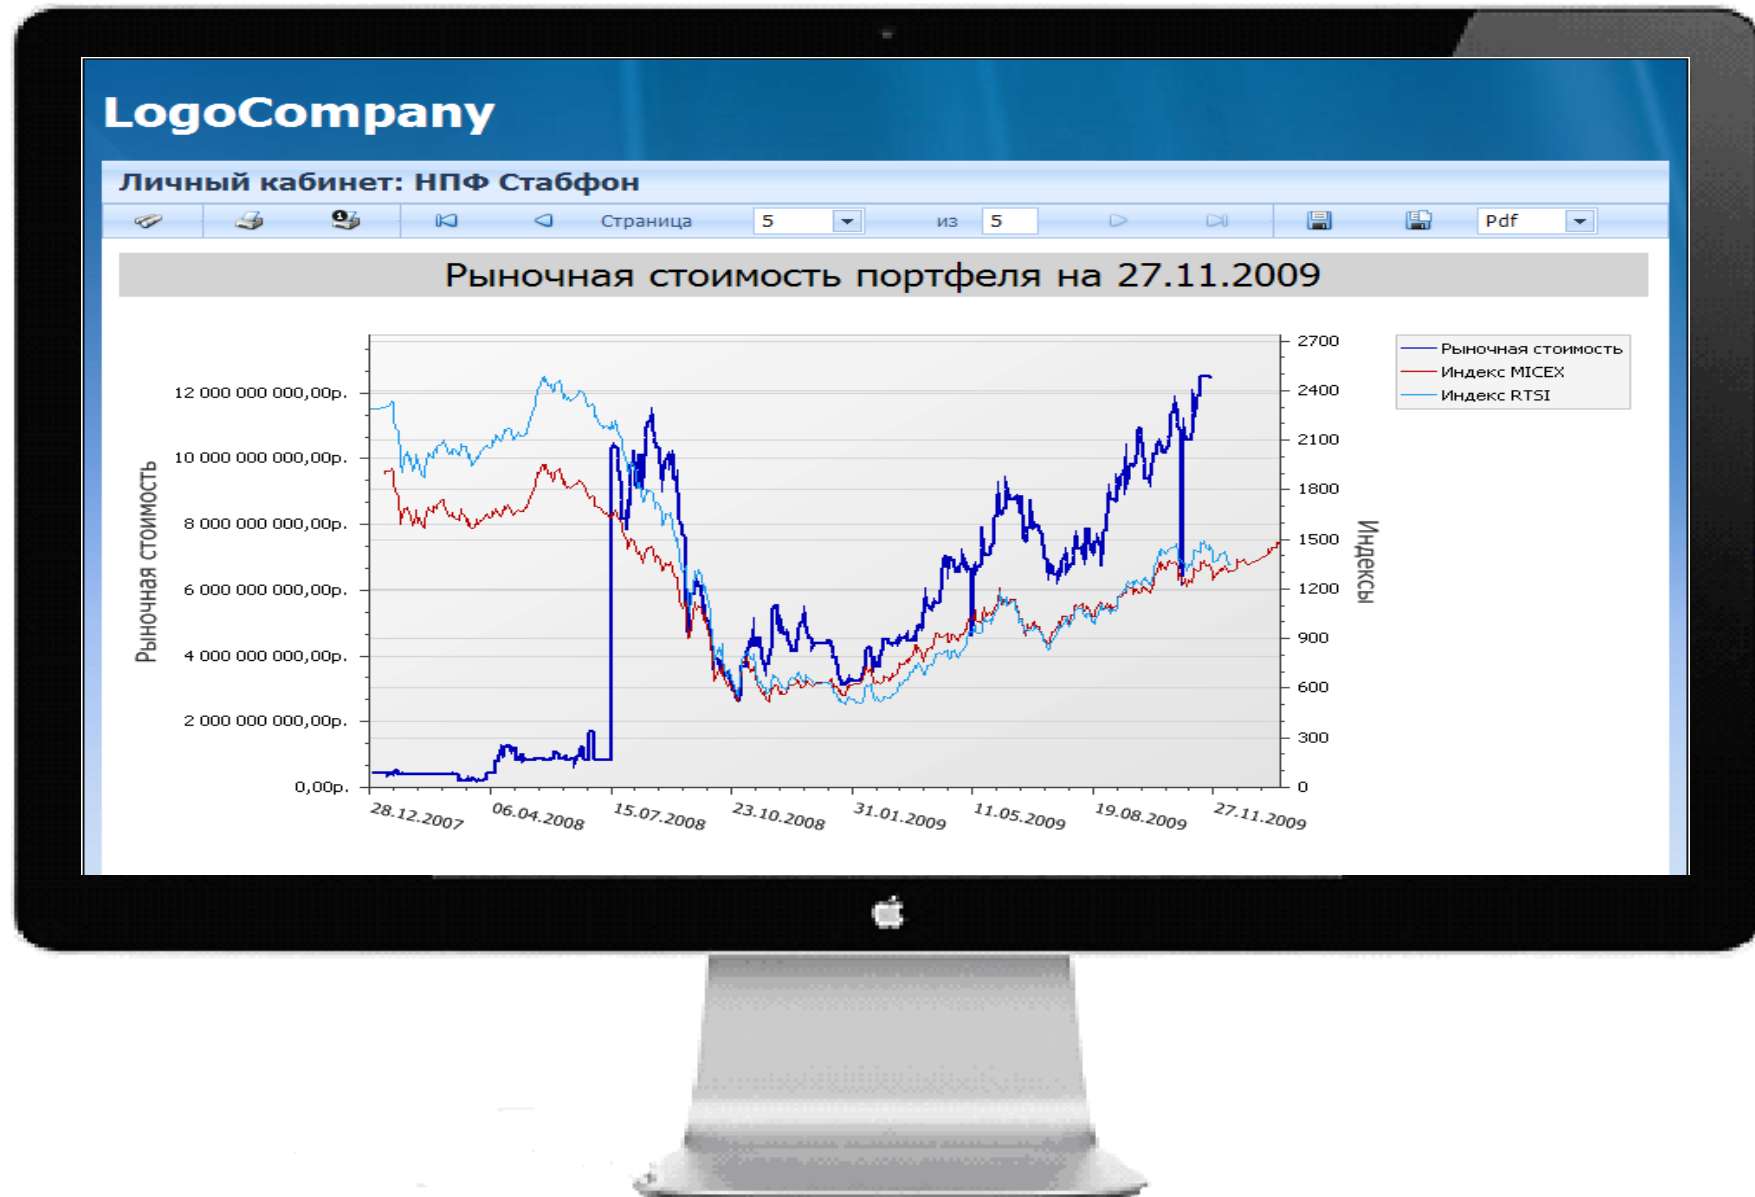 LogoCompany
Личный кабинет: НПФ Стабфон
Страница 5 из 5 Pdf
Рыночная стоимость портфеля на 27.11.2009
Рыночная стоимость
12 000 000 000,00р.
10 000 000 000,00р.
8 000 000 000,00р.
6 000 000 000,00р.
4 000 000 000,00р.
2 000 000 000,00р.
0,00р.
28.12.2007 06.04.2008 15.07.2008 23.10.2008 31.01.2009 11.05.2009 19.08.2009 27.11.2009
2700
2400
2100
1800
1500
1200
900
600
300
0
Индексы
Рыночная стоимость
Индекс MICEX
Индекс RTSI